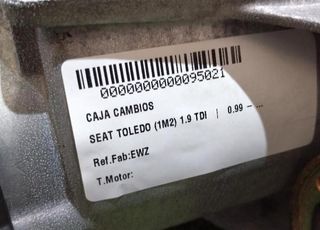 0000000000095021
CAJA CAMBIOS
SEAT TOLEDO (1M2) 1.9 TDI | 0.99 - ...
Ref.Fab:EWZ
T.Motor: